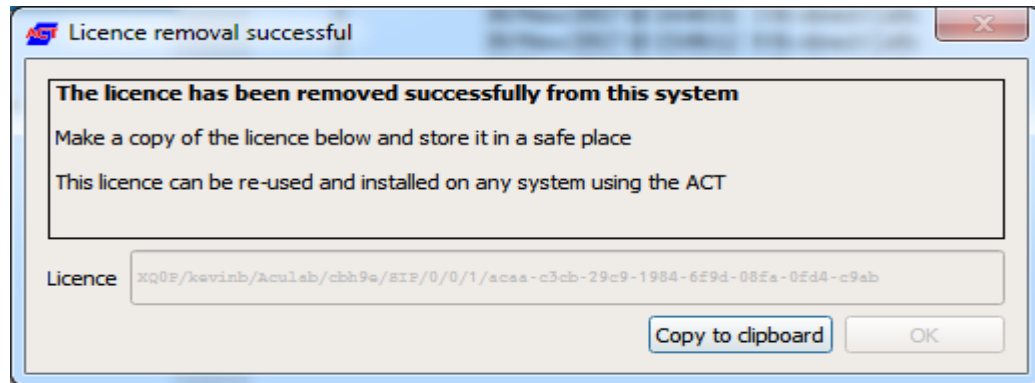 ACT Licence removal successful
The licence has been removed successfully from this system
Make a copy of the licence below and store it in a safe place
This licence can be re-used and installed on any system using the ACT
Licence XQ0P/kevinb/Aculab/cbh9e/SIP/0/0/1/acaa-c3cb-29c9-1984-6f9d-08fa-0fd4-c9ab
Copy to clipboard OK